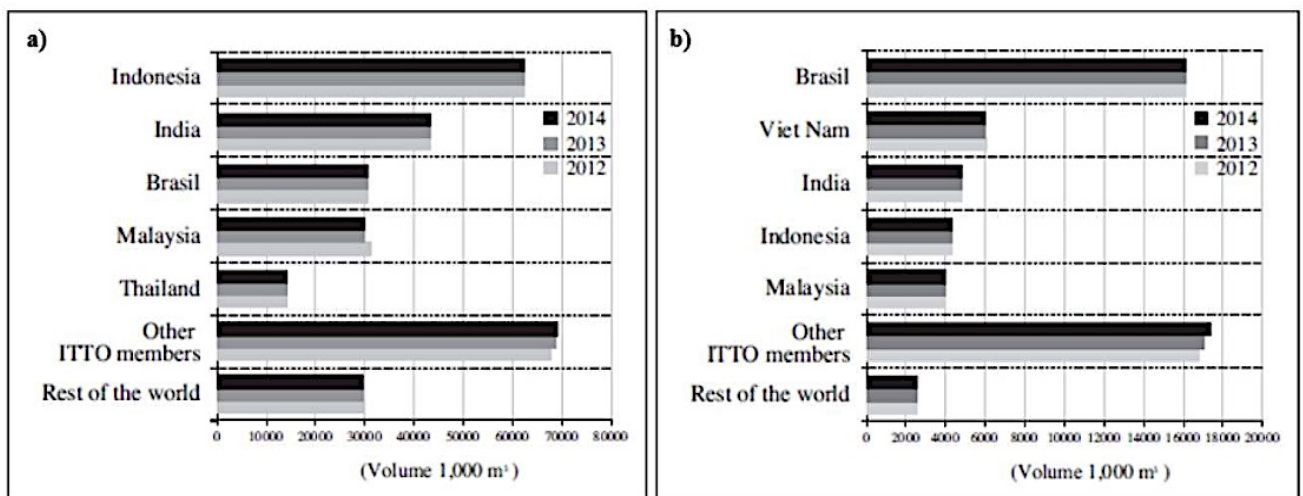 a)
Indonesia
India
Brasil
Malaysia
Thailand
Other
ITTO members
Rest of the world
2014
2013
2012
0 10000 20000 30000 40000 50000 60000 70000 80000
(Volume 1,000 m³ )
b)
Brasil
Viet Nam
India
Indonesia
Malaysia
Other
ITTO members
Rest of the world
2014
2013
2012
0 2000 4000 6000 8000 10000 12000 14000 16000 18000 20000
(Volume 1,000 m³ )